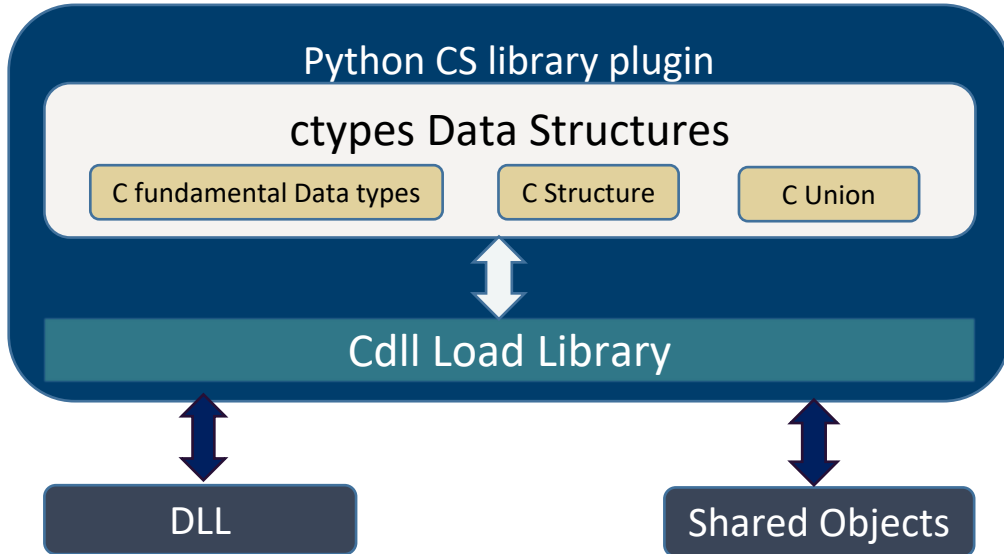 Python CS library plugin
ctypes Data Structures
C fundamental Data types
C Structure
C Union
Cdll Load Library
DLL
Shared Objects